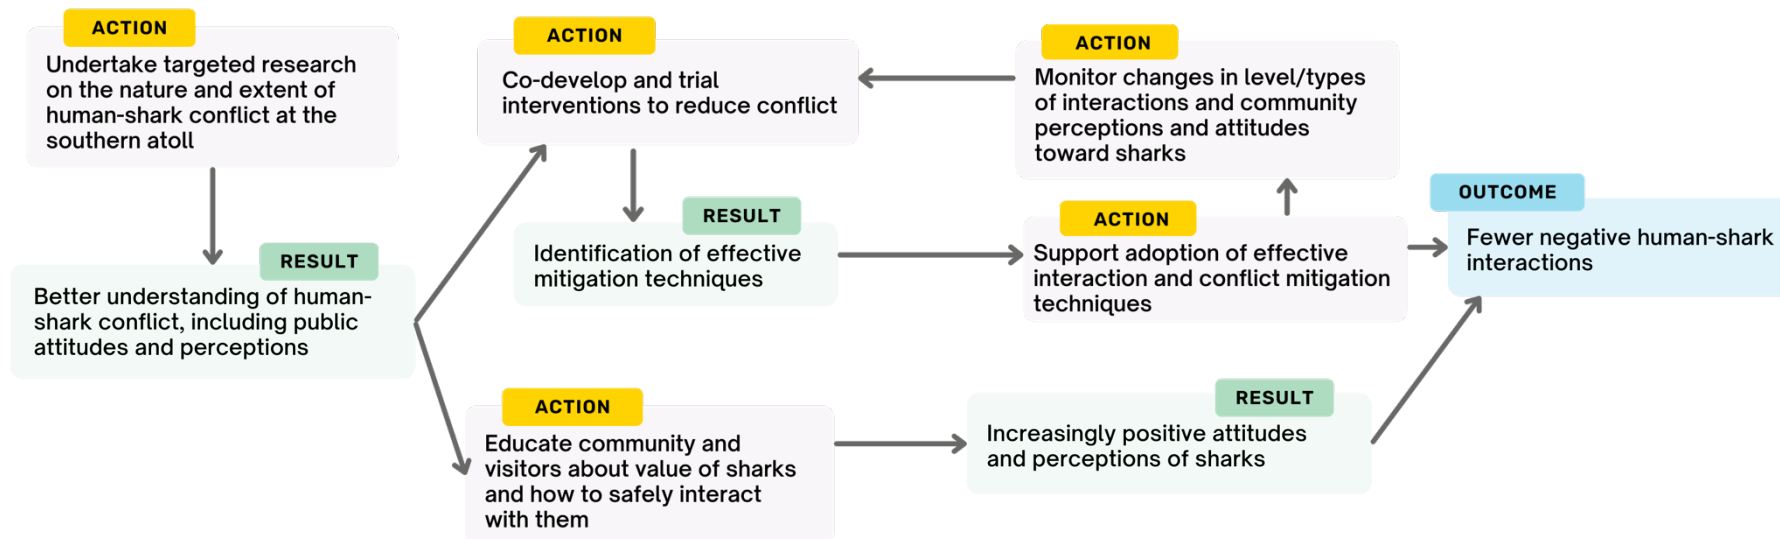 ACTION
Undertake targeted research
on the nature and extent of
human-shark conflict at the
southern atoll
RESULT
Better understanding of human-
shark conflict, including public
attitudes and perceptions
ACTION
Co-develop and trial
interventions to reduce conflict
RESULT
Identification of effective
mitigation techniques
ACTION
Monitor changes in level/types
of interactions and community
perceptions and attitudes
toward sharks
ACTION
Support adoption of effective
interaction and conflict mitigation
techniques
OUTCOME
Fewer negative human-shark
interactions
ACTION
Educate community and
visitors about value of sharks
and how to safely interact
with them
RESULT
Increasingly positive attitudes
and perceptions of sharks